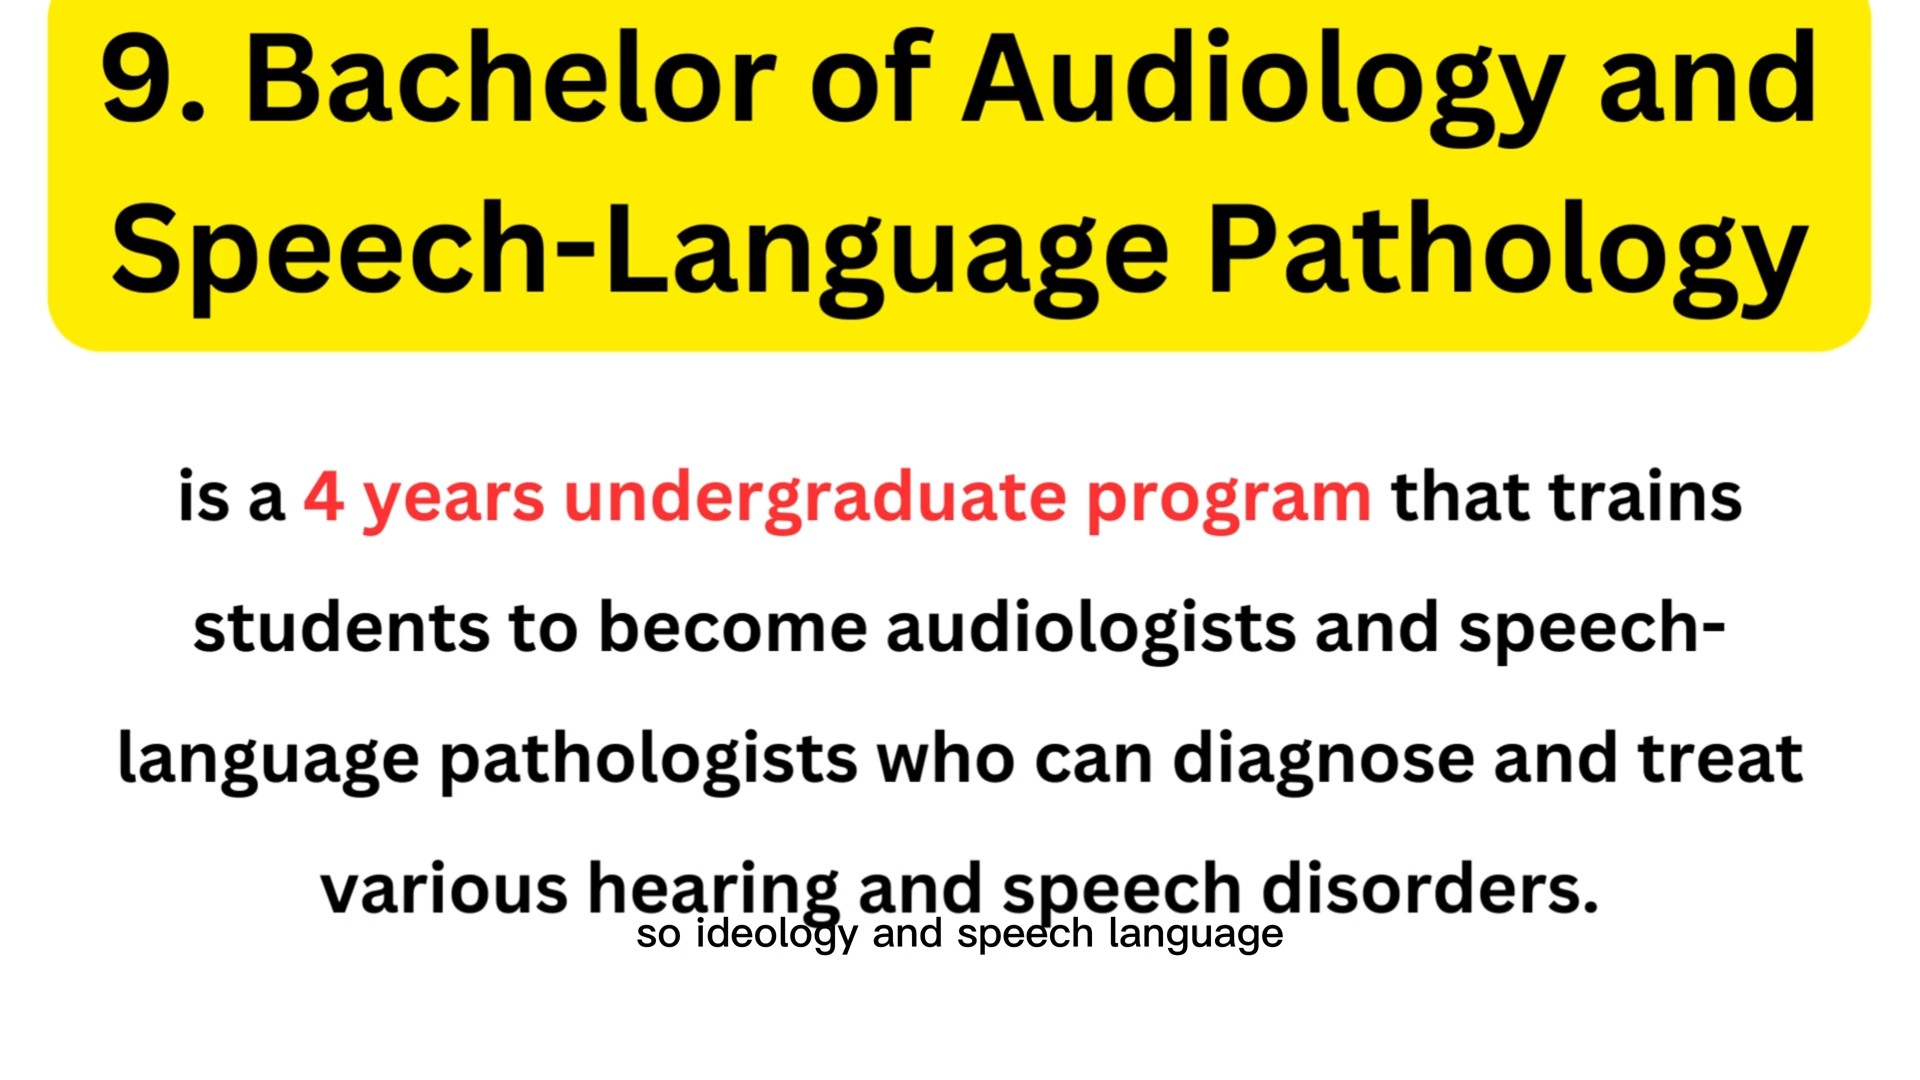 9. Bachelor of Audiology and
Speech-Language Pathology
is a 4 years undergraduate program that trains
students to become audiologists and speech-
language pathologists who can diagnose and treat
various hearing and speech disorders.
so ideology and speech language